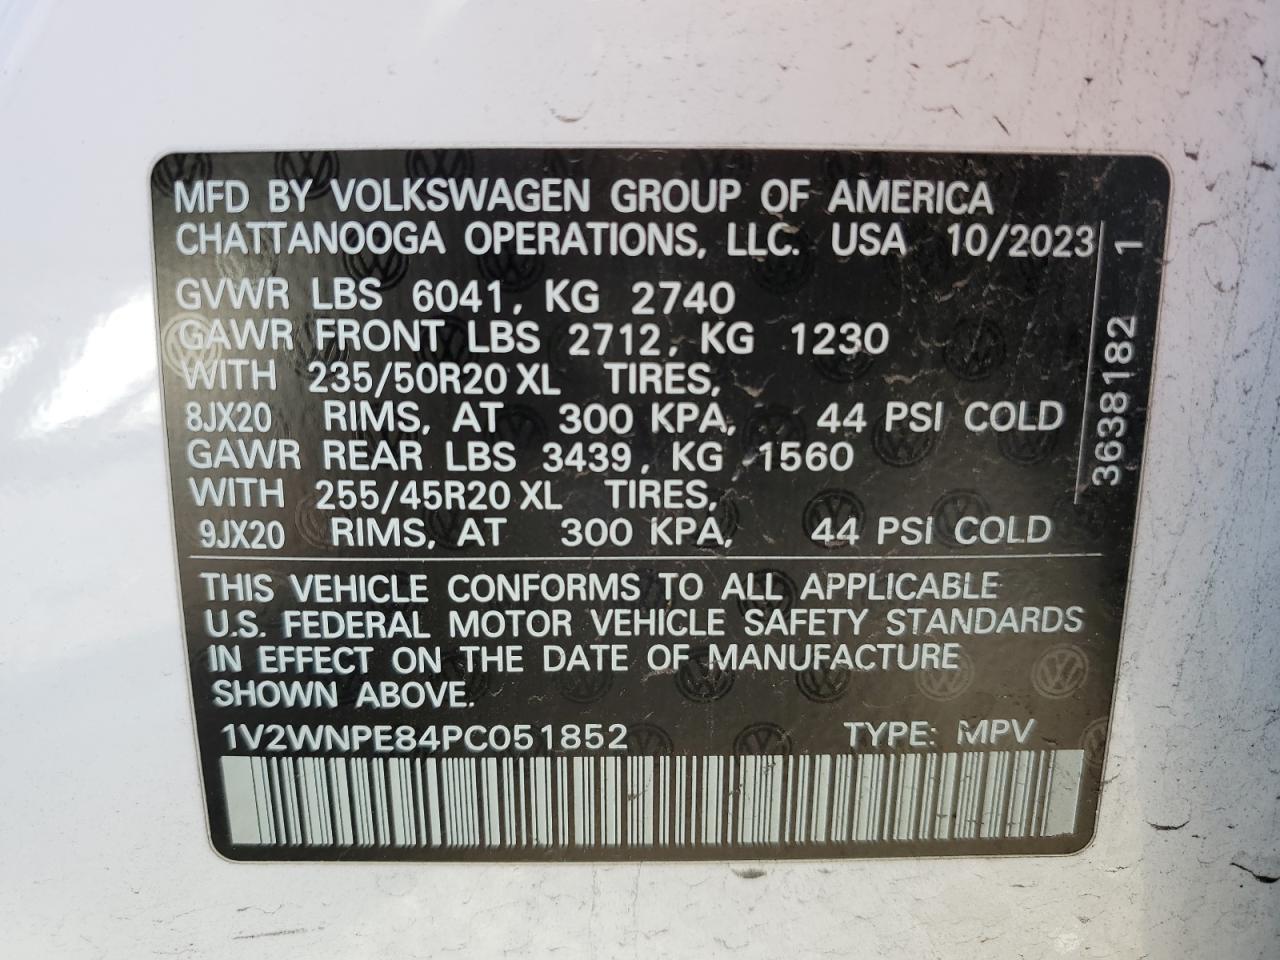 MFD BY VOLKSWAGEN GROUP OF AMERICA
CHATTANOOGA OPERATIONS, LLC. USA 10/2023
GVWR LBS 6041, KG 2740
GAWR FRONT LBS 2712, KG 1230
WITH 235/50R20 XL TIRES,
8JX20 RIMS, AT 300 KPA, 44 PSI COLD
GAWR REAR LBS 3439, KG 1560
WITH 255/45R20 XL TIRES,
9JX20 RIMS, AT 300 KPA, 44 PSI COLD
3638182 1
THIS VEHICLE CONFORMS TO ALL APPLICABLE
U.S. FEDERAL MOTOR VEHICLE SAFETY STANDARDS
IN EFFECT ON THE DATE OF MANUFACTURE
SHOWN ABOVE.
1V2WNPE84PC051852 TYPE: MPV